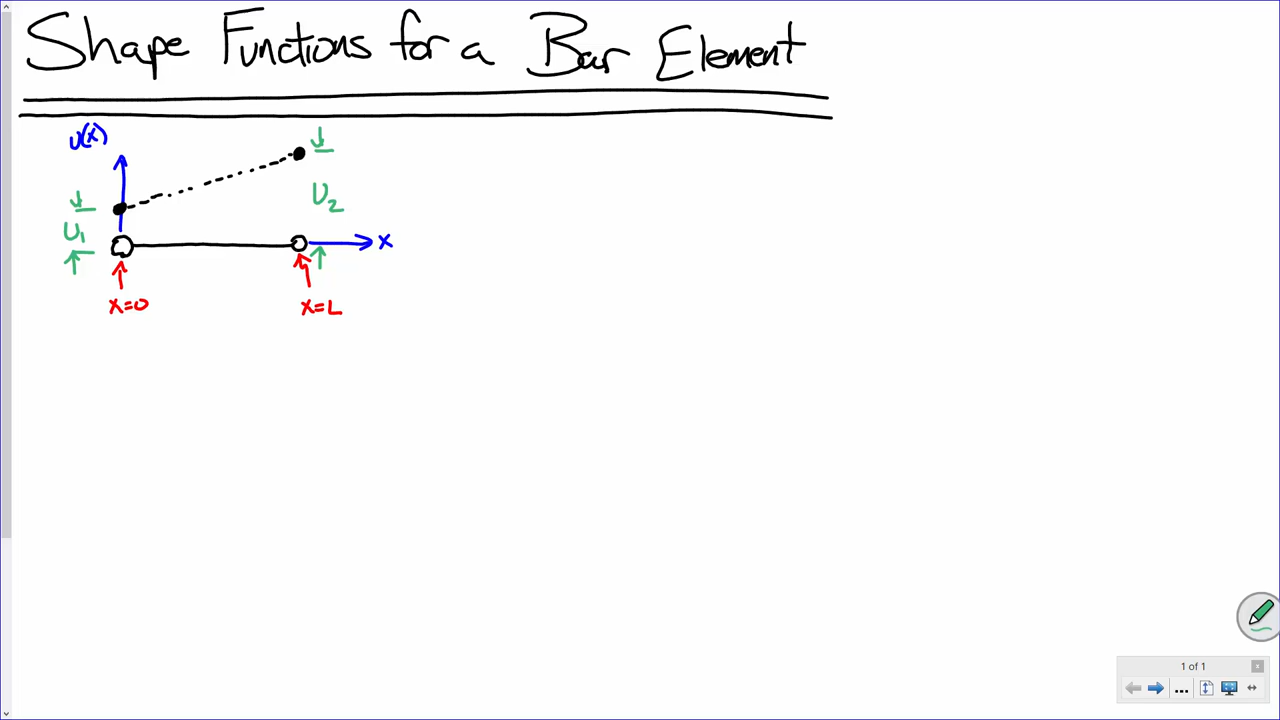 Shape Functions for a Bar Element
u(x)
U₁
U₂
x
x=0
x=L
1 of 1